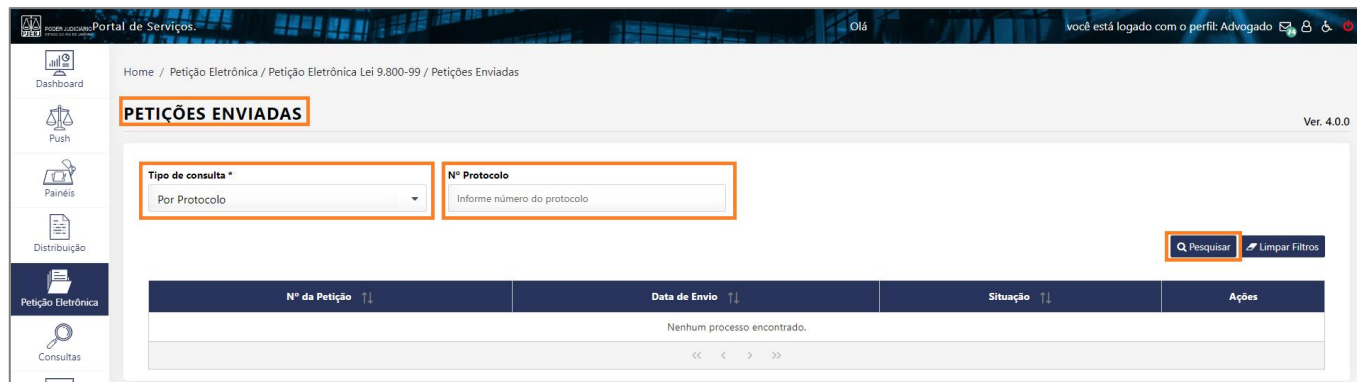 PODER JUDICIÁRIO Portal de Serviços. Olá você está logado com o perfil: Advogado
Dashboard
Home / Petição Eletrônica / Petição Eletrônica Lei 9.800-99 / Petições Enviadas
PETIÇÕES ENVIADAS
Ver. 4.0.0
Push
Painéis
Distribuição
Petição Eletrônica
Consultas
Tipo de consulta *
Por Protocolo
Nº Protocolo
Informe número do protocolo
Pesquisar Limpar Filtros
Nº da Petição Data de Envio Situação Ações
Nenhum processo encontrado.
<< < > >>